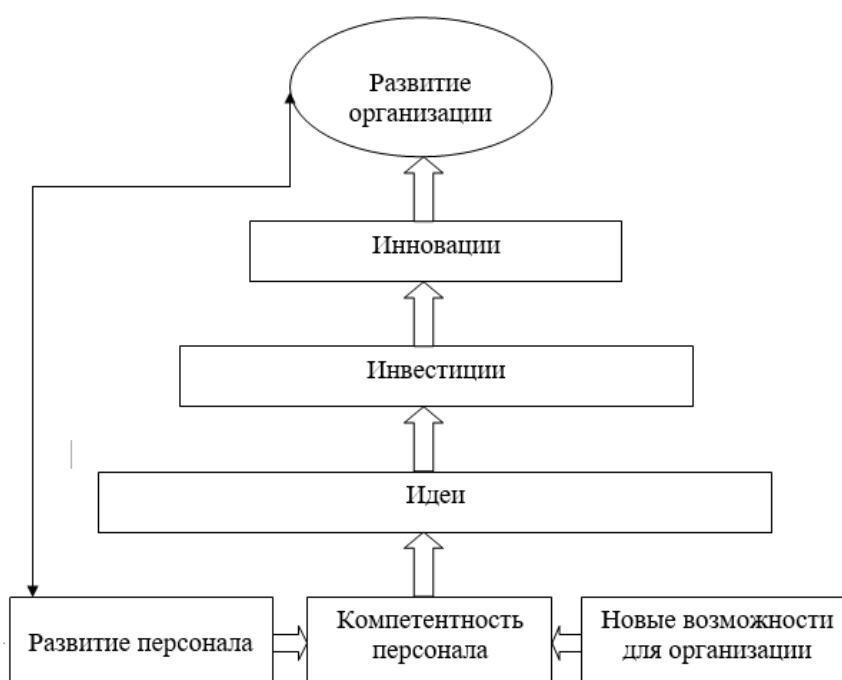 Развитие
организации
Инновации
Инвестиции
Идеи
Развитие персонала
Компетентность
персонала
Новые возможности
для организации